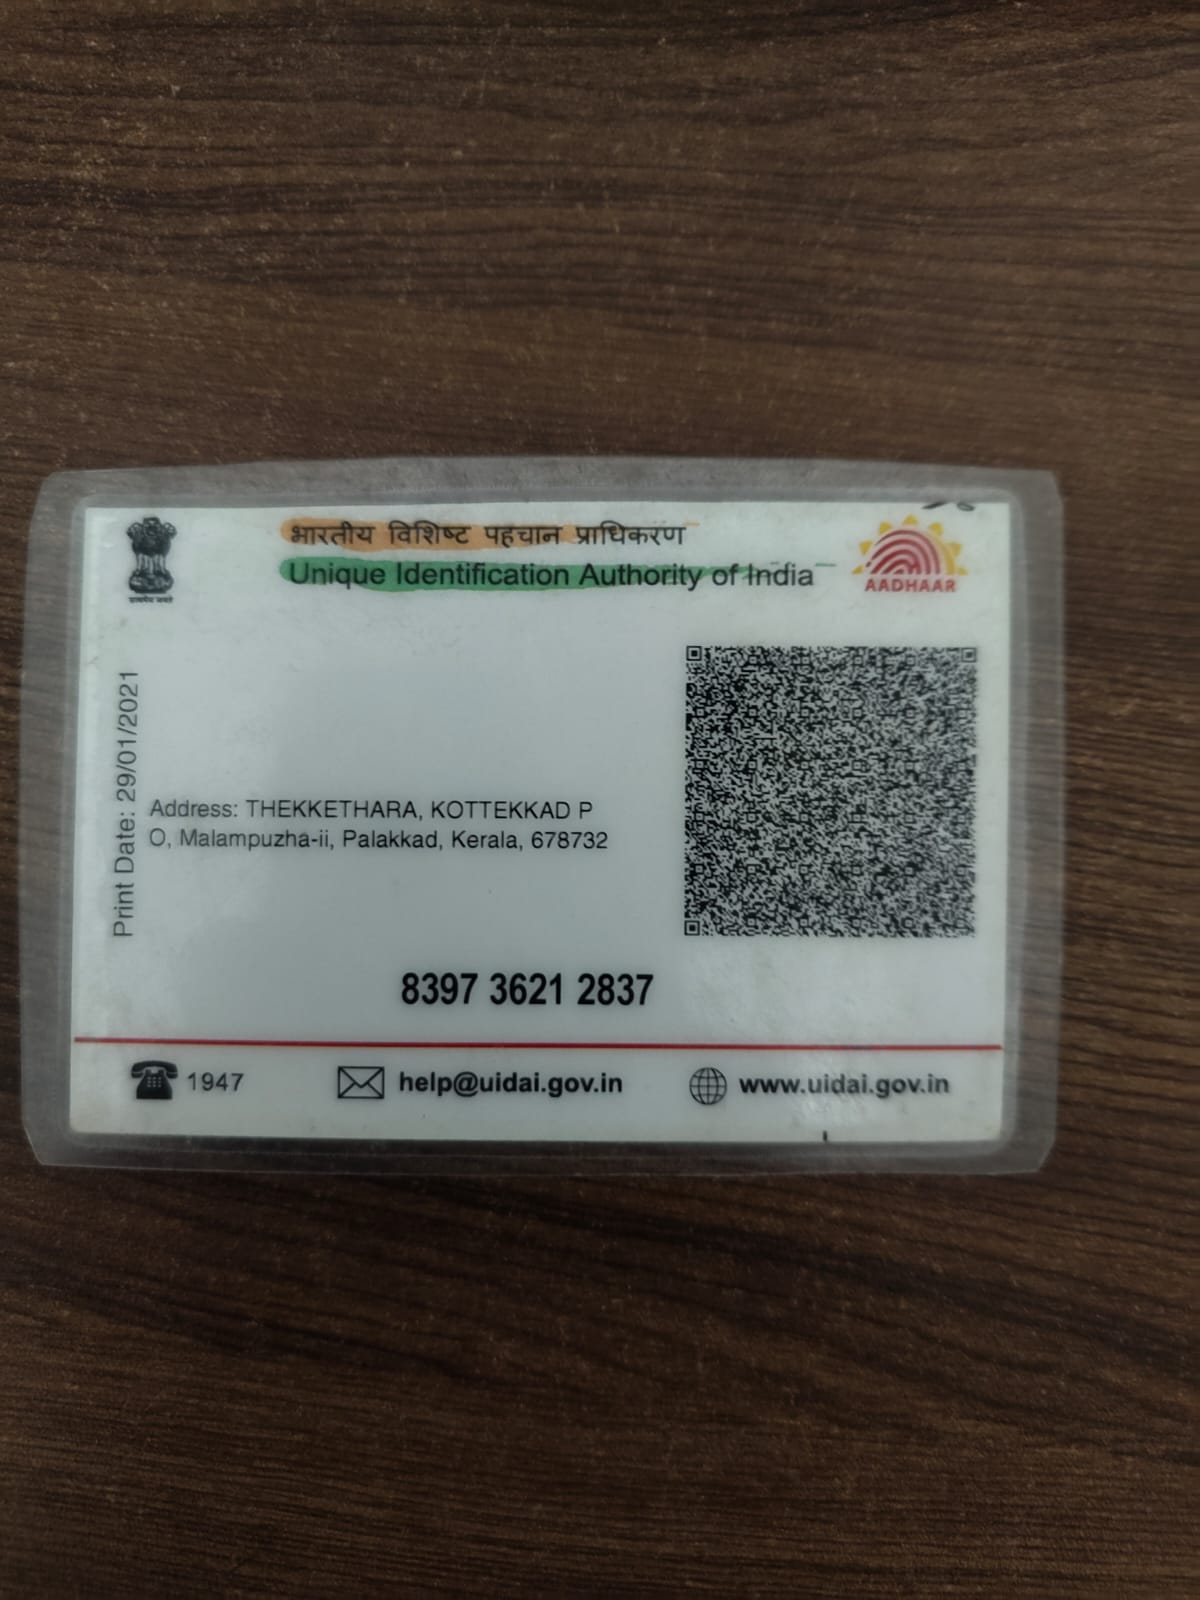 भारतीय विशिष्ट पहचान प्राधिकरण
Unique Identification Authority of India
AADHAAR
Print Date: 29/01/2021
Address: THEKKETHARA, KOTTEKKAD P
O, Malampuzha-ii, Palakkad, Kerala, 678732
8397 3621 2837
1947
help@uidai.gov.in
www.uidai.gov.in